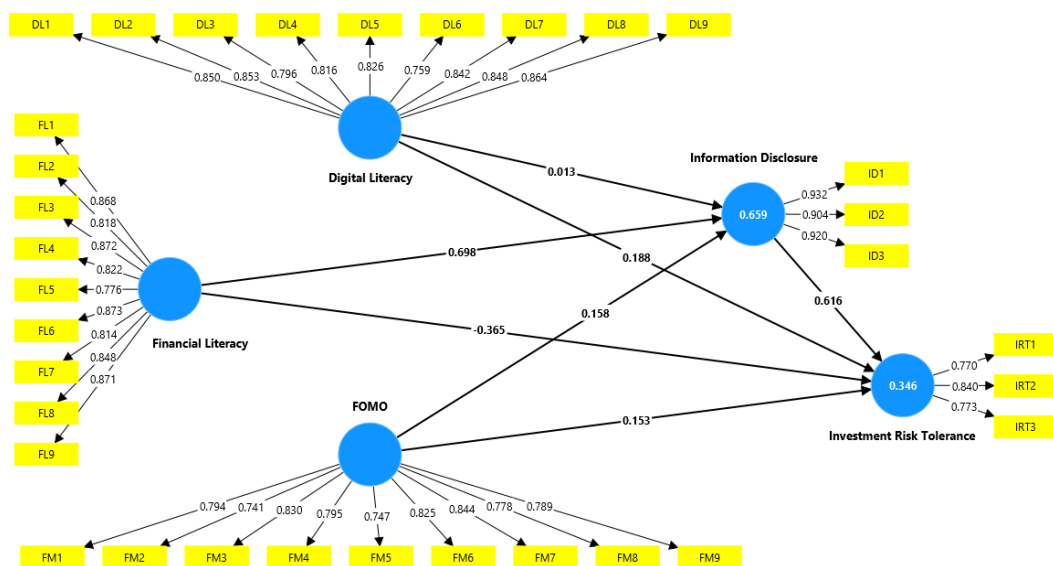 DL1 DL2 DL3 DL4 DL5 DL6 DL7 DL8 DL9
0.850 0.853 0.796 0.816 0.826 0.759 0.842 0.848 0.864
Digital Literacy
FL1
FL2
FL3
FL4
FL5
FL6
FL7
FL8
FL9
0.868
0.818
0.872
0.822
0.776
0.873
0.814
0.848
0.871
Financial Literacy
0.013
0.698
0.188
0.158
-0.365
0.153
0.616
Information Disclosure
0.659
0.932
0.904
0.920
ID1
ID2
ID3
0.346
Investment Risk Tolerance
0.770
0.840
0.773
IRT1
IRT2
IRT3
FOMO
0.794 0.741 0.830 0.795 0.747 0.825 0.844 0.778 0.789
FM1 FM2 FM3 FM4 FM5 FM6 FM7 FM8 FM9